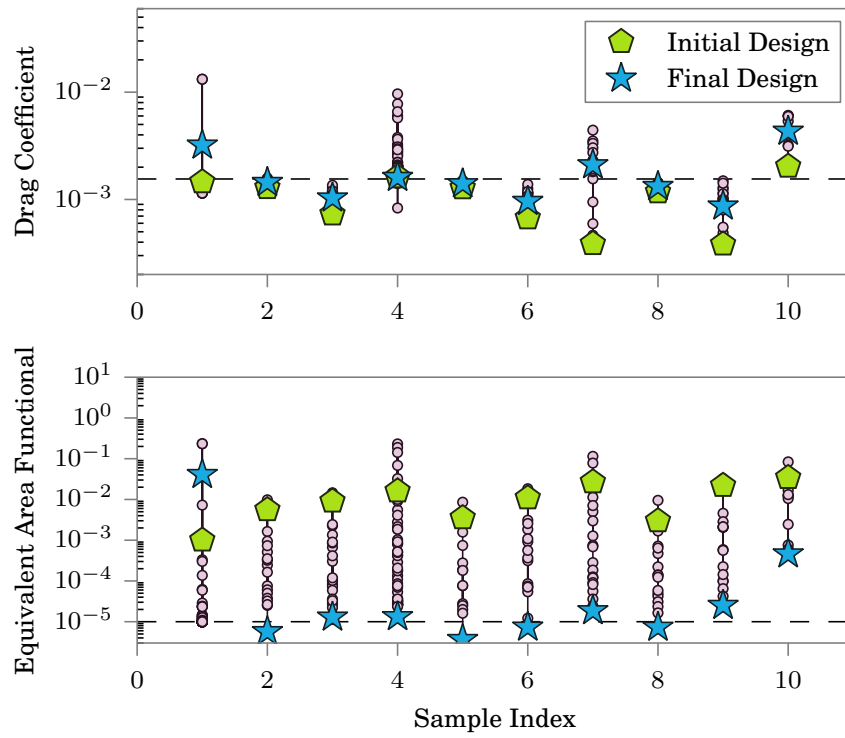 Drag Coefficient
10^{-2}
10^{-3}
Initial Design
Final Design
0 2 4 6 8 10
Equivalent Area Functional
10^{1}
10^{0}
10^{-1}
10^{-2}
10^{-3}
10^{-4}
10^{-5}
0 2 4 6 8 10
Sample Index